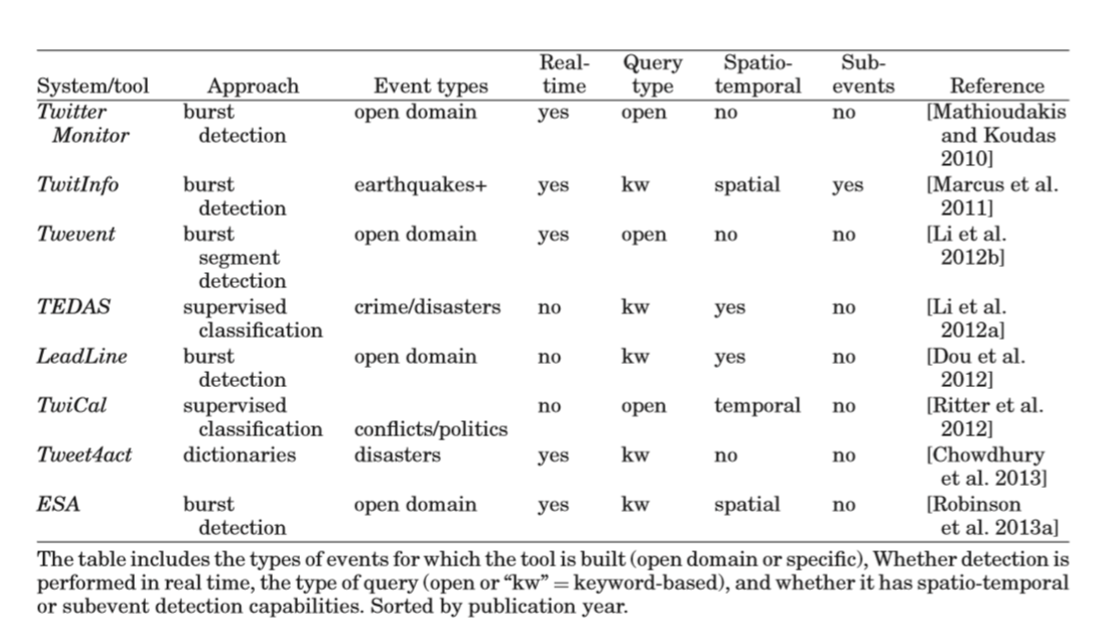 Real- Query Spatio- Sub-
System/tool Approach Event types time type temporal events Reference
Twitter burst open domain yes open no no [Mathioudakis
Monitor detection and Koudas
2010]
TwitInfo burst earthquakes+ yes kw spatial yes [Marcus et al.
detection 2011]
Twevent burst open domain yes open no no [Li et al.
segment 2012b]
detection
TEDAS supervised crime/disasters no kw yes no [Li et al.
classification 2012a]
LeadLine burst open domain no kw yes no [Dou et al.
detection 2012]
TwiCal supervised no open temporal no [Ritter et al.
classification conflicts/politics 2012]
Tweet4act dictionaries disasters yes kw no no [Chowdhury
et al. 2013]
ESA burst open domain yes kw spatial no [Robinson
detection et al. 2013a]
The table includes the types of events for which the tool is built (open domain or specific), Whether detection is
performed in real time, the type of query (open or “kw” = keyword-based), and whether it has spatio-temporal
or subevent detection capabilities. Sorted by publication year.